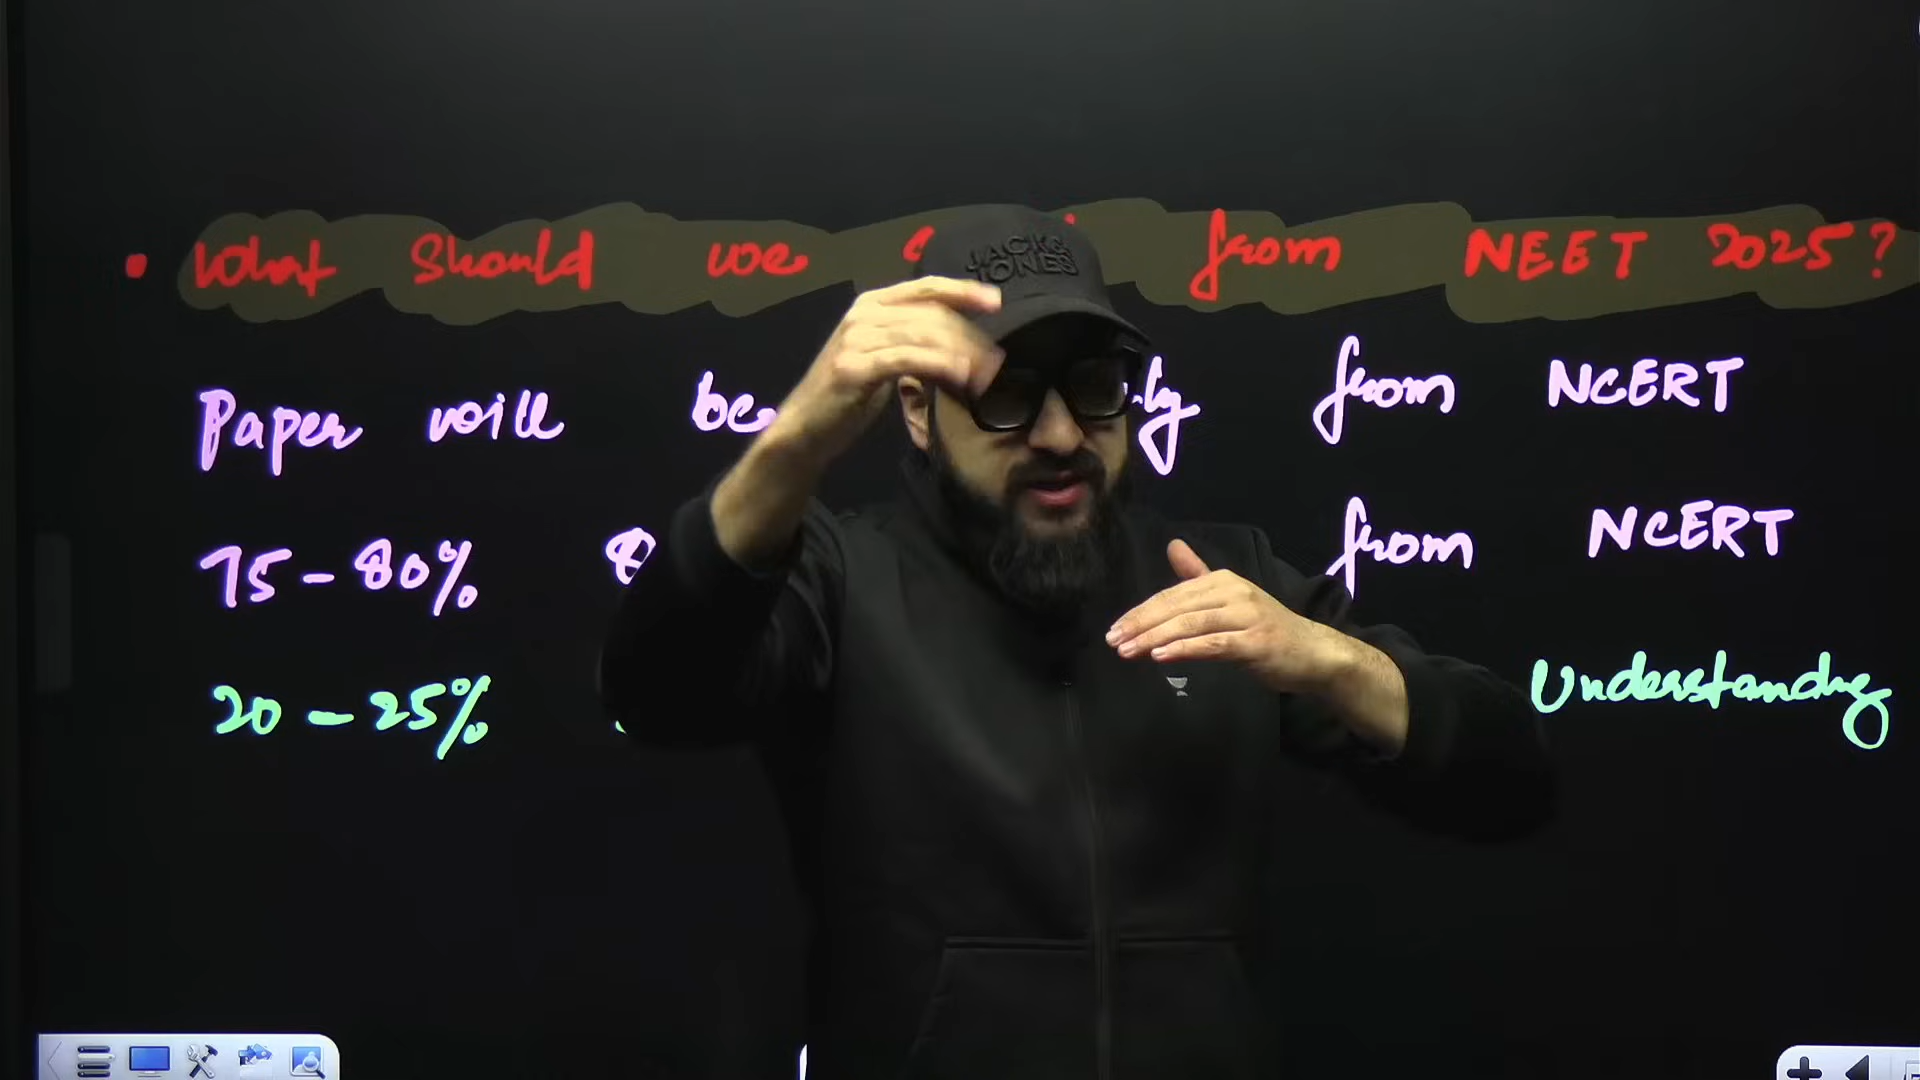 • What Should we from NEET 2025?
JACK&
JONES
Paper will be from NCERT
75-80% from NCERT
20-25% Understanding